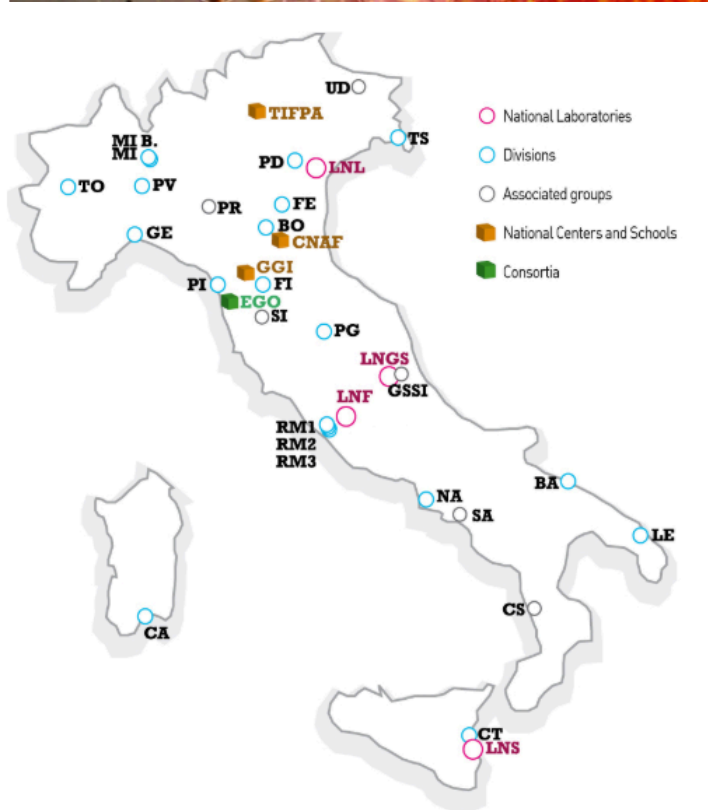 UD
TIFPA
National Laboratories
MI B.
TS
MI
PD
LNL
Divisions
TO
PV
PR
FE
Associated groups
GE
BO
CNAF
National Centers and Schools
GGI
PI
FI
Consortia
EGO
SI
PG
LNGS
GSSI
LNF
RM1
RM2
RM3
NA
BA
SA
LE
CS
CA
CT
LNS